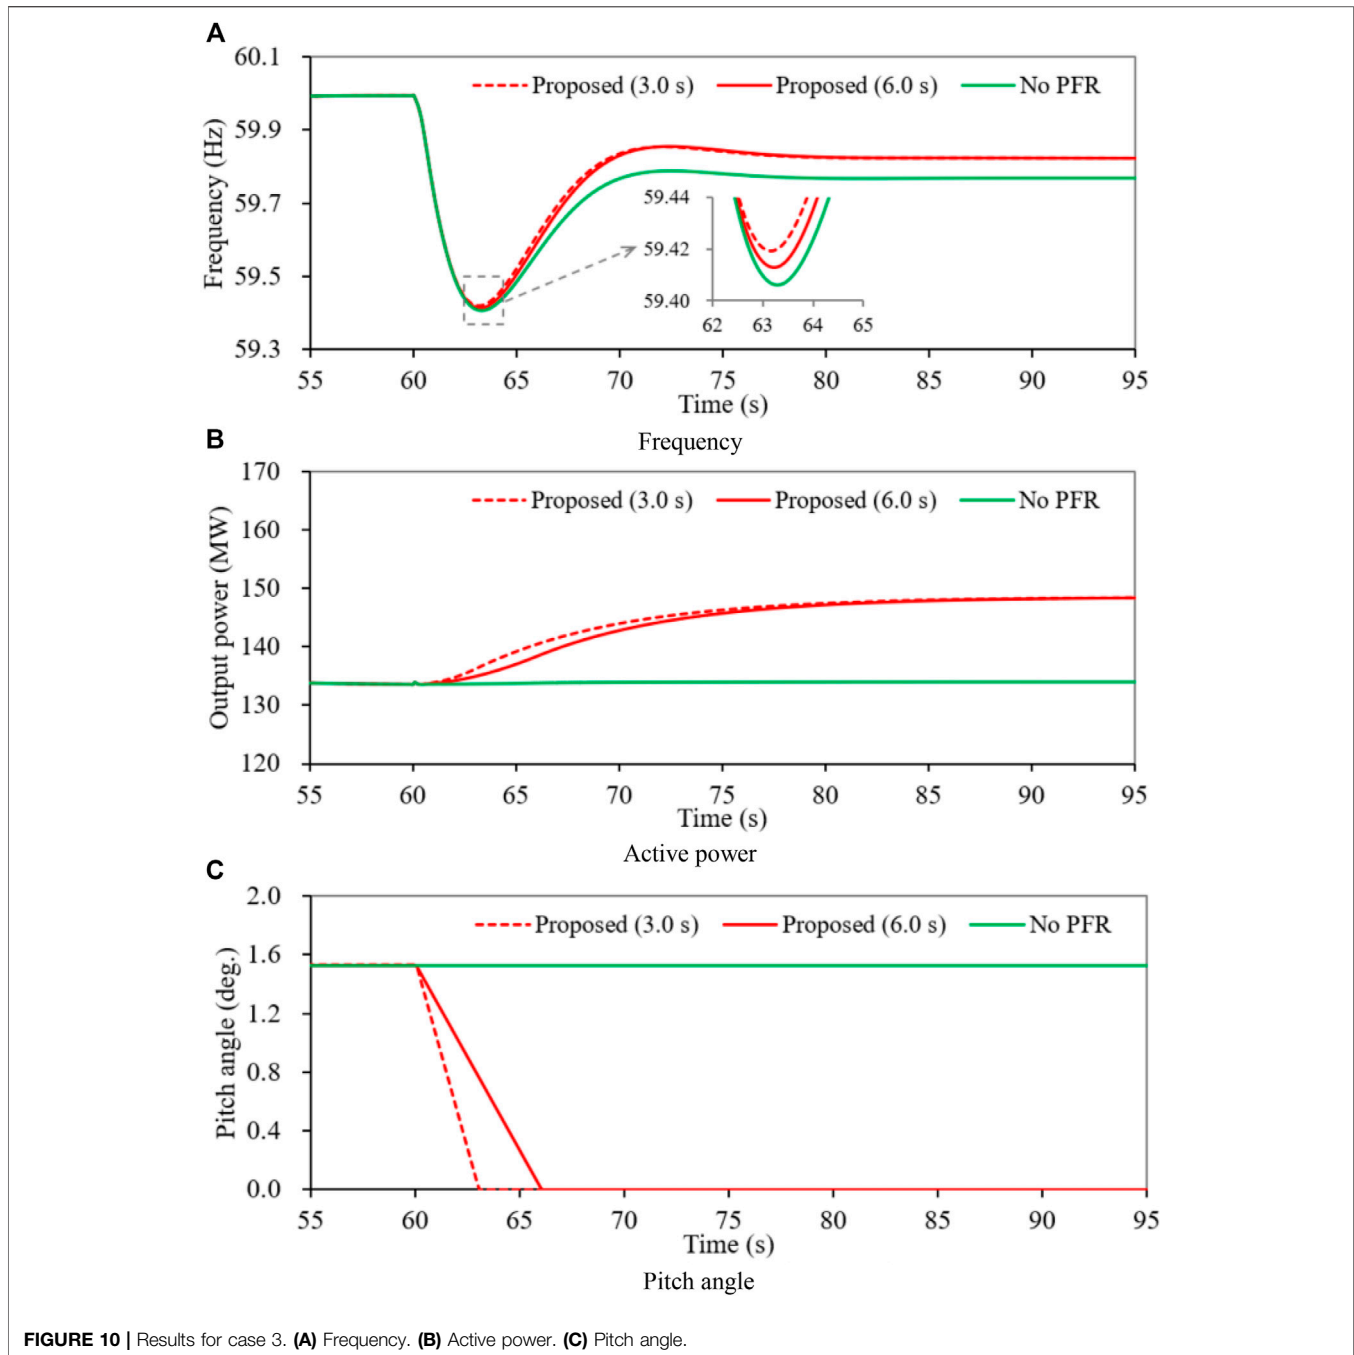 A
60.1
Proposed (3.0 s) Proposed (6.0 s) No PFR
59.9
59.7
59.5
59.3
Frequency (Hz)
59.44
59.42
59.40
62 63 64 65
55 60 65 70 75 80 85 90 95
Time (s)
Frequency
B
170
Proposed (3.0 s) Proposed (6.0 s) No PFR
160
150
140
130
120
Output power (MW)
55 60 65 70 75 80 85 90 95
Time (s)
Active power
C
2.0
Proposed (3.0 s) Proposed (6.0 s) No PFR
1.6
1.2
0.8
0.4
0.0
Pitch angle (deg.)
55 60 65 70 75 80 85 90 95
Time (s)
Pitch angle
FIGURE 10 | Results for case 3. (A) Frequency. (B) Active power. (C) Pitch angle.